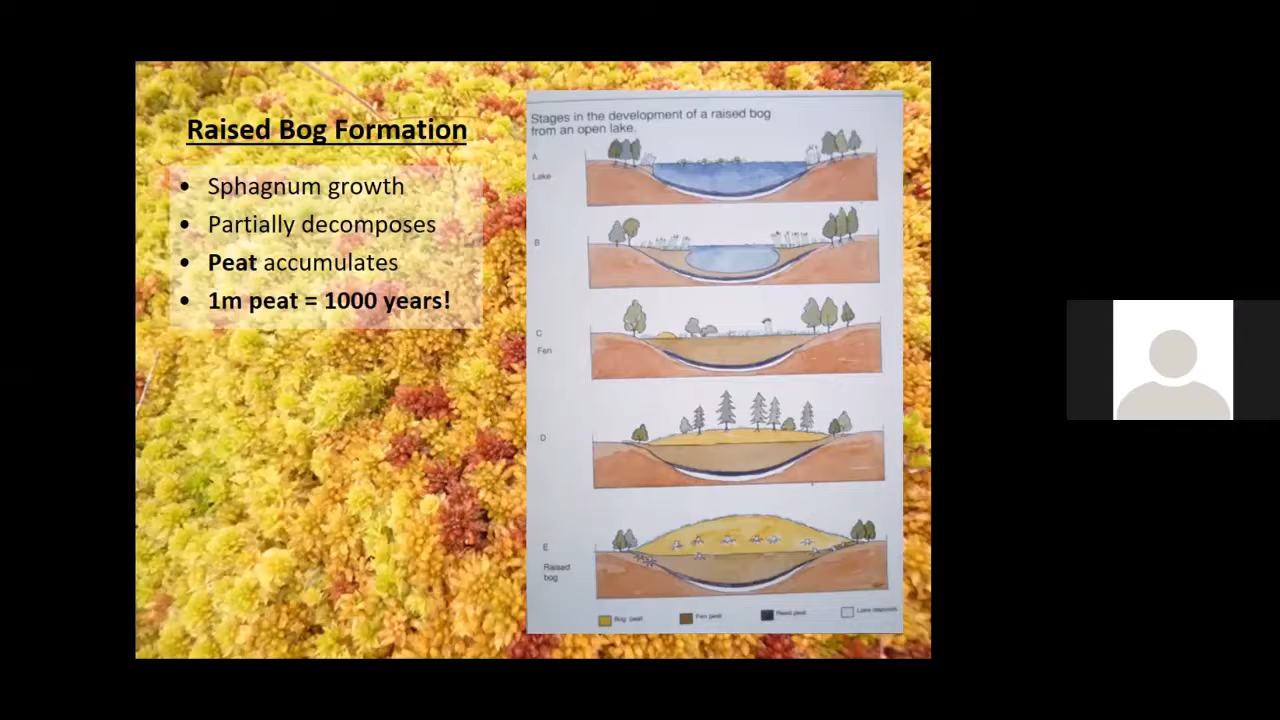 Raised Bog Formation
• Sphagnum growth
• Partially decomposes
• Peat accumulates
• 1m peat = 1000 years!
Stages in the development of a raised bog
from an open lake.
A
Lake
B
C
Fen
D
E
Raised
bog
Bog peat
Fen peat
Reed peat
Lake deposits